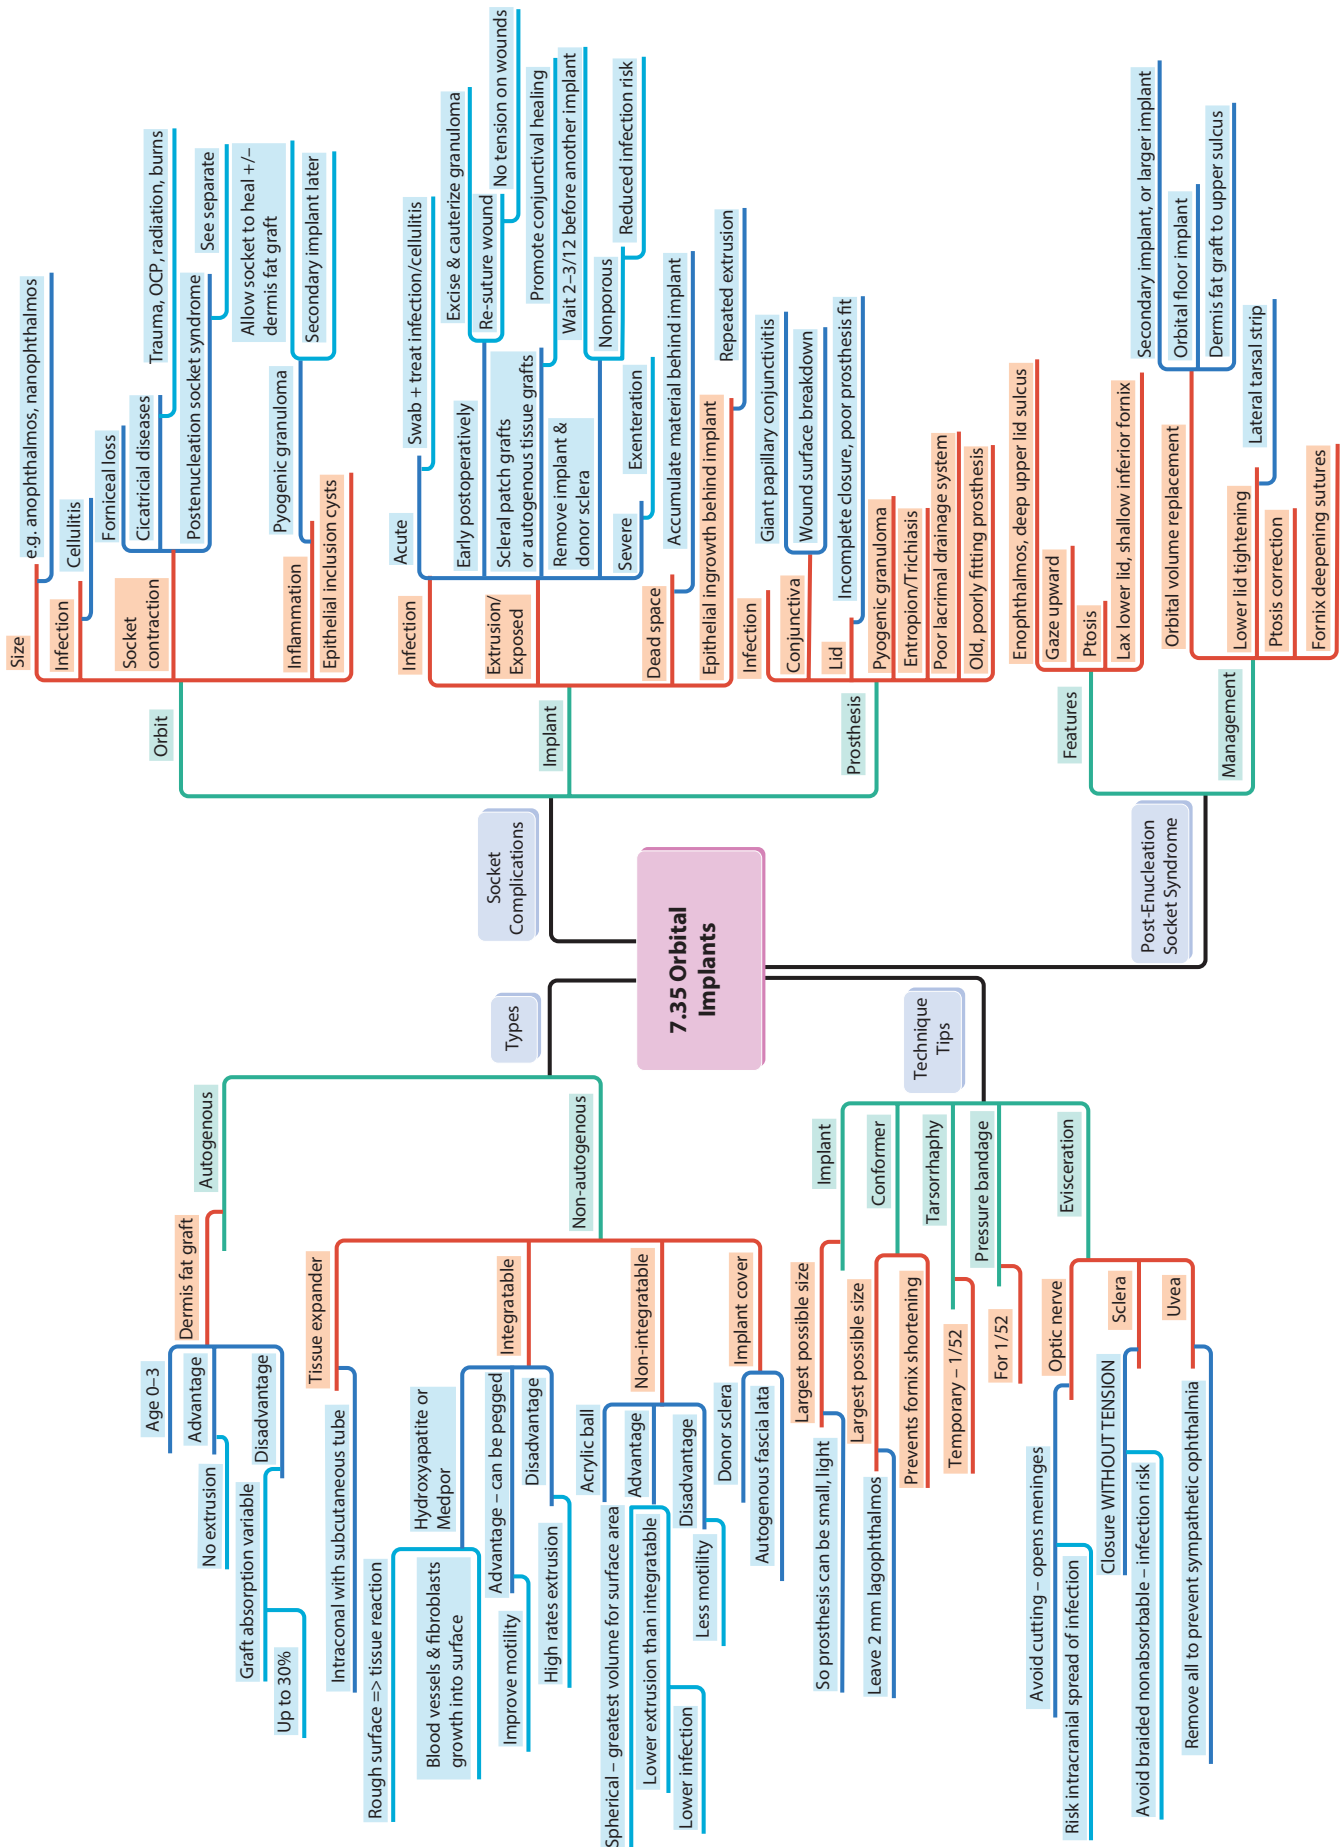 7.35 Orbital
Implants
Types
Autogenous
Dermis fat graft
Age 0–3
Advantage
No extrusion
Disadvantage
Graft absorption variable
Up to 30%
Non-autogenous
Tissue expander
Intraconal with subcutaneous tube
Integratable
Hydroxyapatite or
Medpor
Rough surface => tissue reaction
Blood vessels & fibroblasts
growth into surface
Advantage – can be pegged
Improve motility
Disadvantage
High rates extrusion
Non-integrtable
Acrylic ball
Advantage
Spherical – greatest volume for surface area
Lower extrusion than integratable
Lower infection
Disadvantage
Less motility
Implant cover
Donor sclera
Autogenous fascia lata
Technique
Tips
Implant
Largest possible size
So prosthesis can be small, light
Conformer
Largest possible size
Leave 2 mm lagophthalmos
Prevents fornix shortening
Tarsorrhaphy
Temporary – 1/52
Pressure bandage
For 1/52
Evisceration
Optic nerve
Avoid cutting – opens meninges
Risk intracranial spread of infection
Sclera
Closure WITHOUT TENSION
Avoid braided nonabsorbable – infection risk
Uvea
Remove all to prevent sympathetic ophthalmia
Socket
Complications
Orbit
Size
e.g. anophthalmos, nanophthalmos
Infection
Cellulitis
Socket
contraction
Forniceal loss
Cicatricial diseases
Trauma, OCP, radiation, burns
Postenucleation socket syndrome
See separate
Inflammation
Pyogenic granuloma
Allow socket to heal +/–
dermis fat graft
Secondary implant later
Epithelial inclusion cysts
Implant
Infection
Extrusion/
Exposed
Acute
Swab + treat infection/cellulitis
Early postoperatively
Excise & cauterize granuloma
Re-suture wound
No tension on wounds
Scleral patch grafts
or autogenous tissue grafts
Promote conjunctival healing
Remove implant &
donor sclera
Wait 2–3/12 before another implant
Nonporous
Reduced infection risk
Severe
Exenteration
Dead space
Accumulate material behind implant
Epithelial ingrowth behind implant
Repeated extrusion
Prosthesis
Infection
Conjunctiva
Giant papillary conjunctivitis
Wound surface breakdown
Lid
Incomplete closure, poor prosthesis fit
Pyogenic granuloma
Entropion/Trichiasis
Poor lacrimal drainage system
Old, poorly fitting prosthesis
Post-Enucleation
Socket Syndrome
Features
Enophthalmos, deep upper lid sulcus
Gaze upward
Ptosis
Lax lower lid, shallow inferior fornix
Management
Orbital volume replacement
Secondary implant, or larger implant
Orbital floor implant
Dermis fat graft to upper sulcus
Lower lid tightening
Lateral tarsal strip
Ptosis correction
Fornix deepening sutures